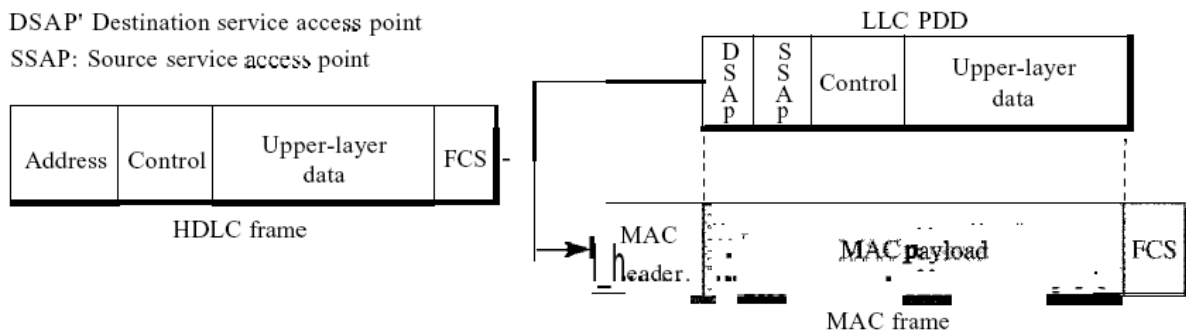 DSAP' Destination service access point
SSAP: Source service access point
LLC PDD
D
S
A
p
S
S
A
p
Control
Upper-layer
data
Address
Control
Upper-layer
data
FCS
HDLC frame
MAC
header.
MAC payload
FCS
MAC frame